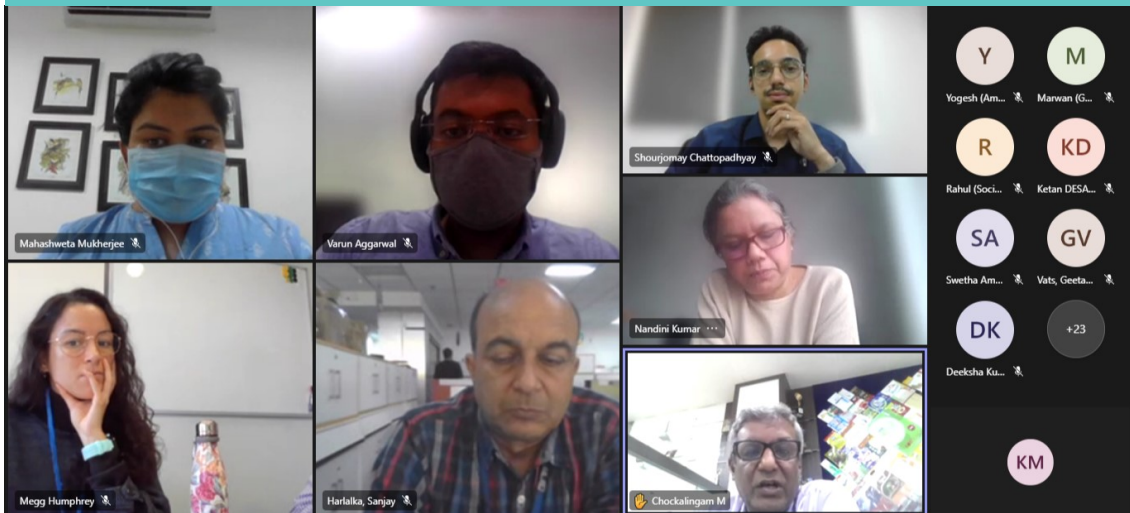 Mahashweta Mukherjee
Varun Aggarwal
Shourjomay Chattopadhyay
Nandini Kumar ...
Megg Humphrey
Harlalka, Sanjay
Chockalingam M
Y
Yogesh (Am...
M
Marwan (G...
R
Rahul (Soci...
KD
Ketan DESA...
SA
Swetha Am...
GV
Vats, Geeta...
DK
Deeksha Ku...
+23
KM